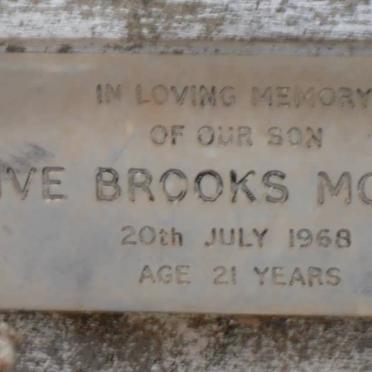 IN LOVING MEMORY
OF OUR SON
IVE BROOKS MO
20th JULY 1968
AGE 21 YEARS